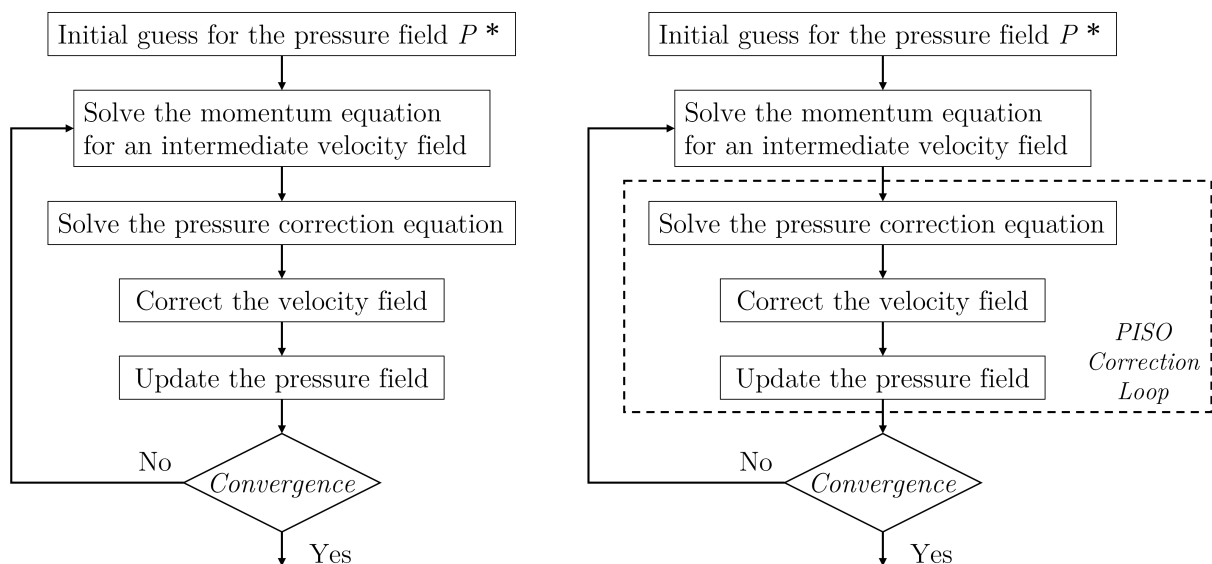 Initial guess for the pressure field P *
Solve the momentum equation
for an intermediate velocity field
Solve the pressure correction equation
Correct the velocity field
Update the pressure field
No
Convergence
Yes
Initial guess for the pressure field P *
Solve the momentum equation
for an intermediate velocity field
Solve the pressure correction equation
Correct the velocity field
PISO
Correction
Loop
Update the pressure field
No
Convergence
Yes